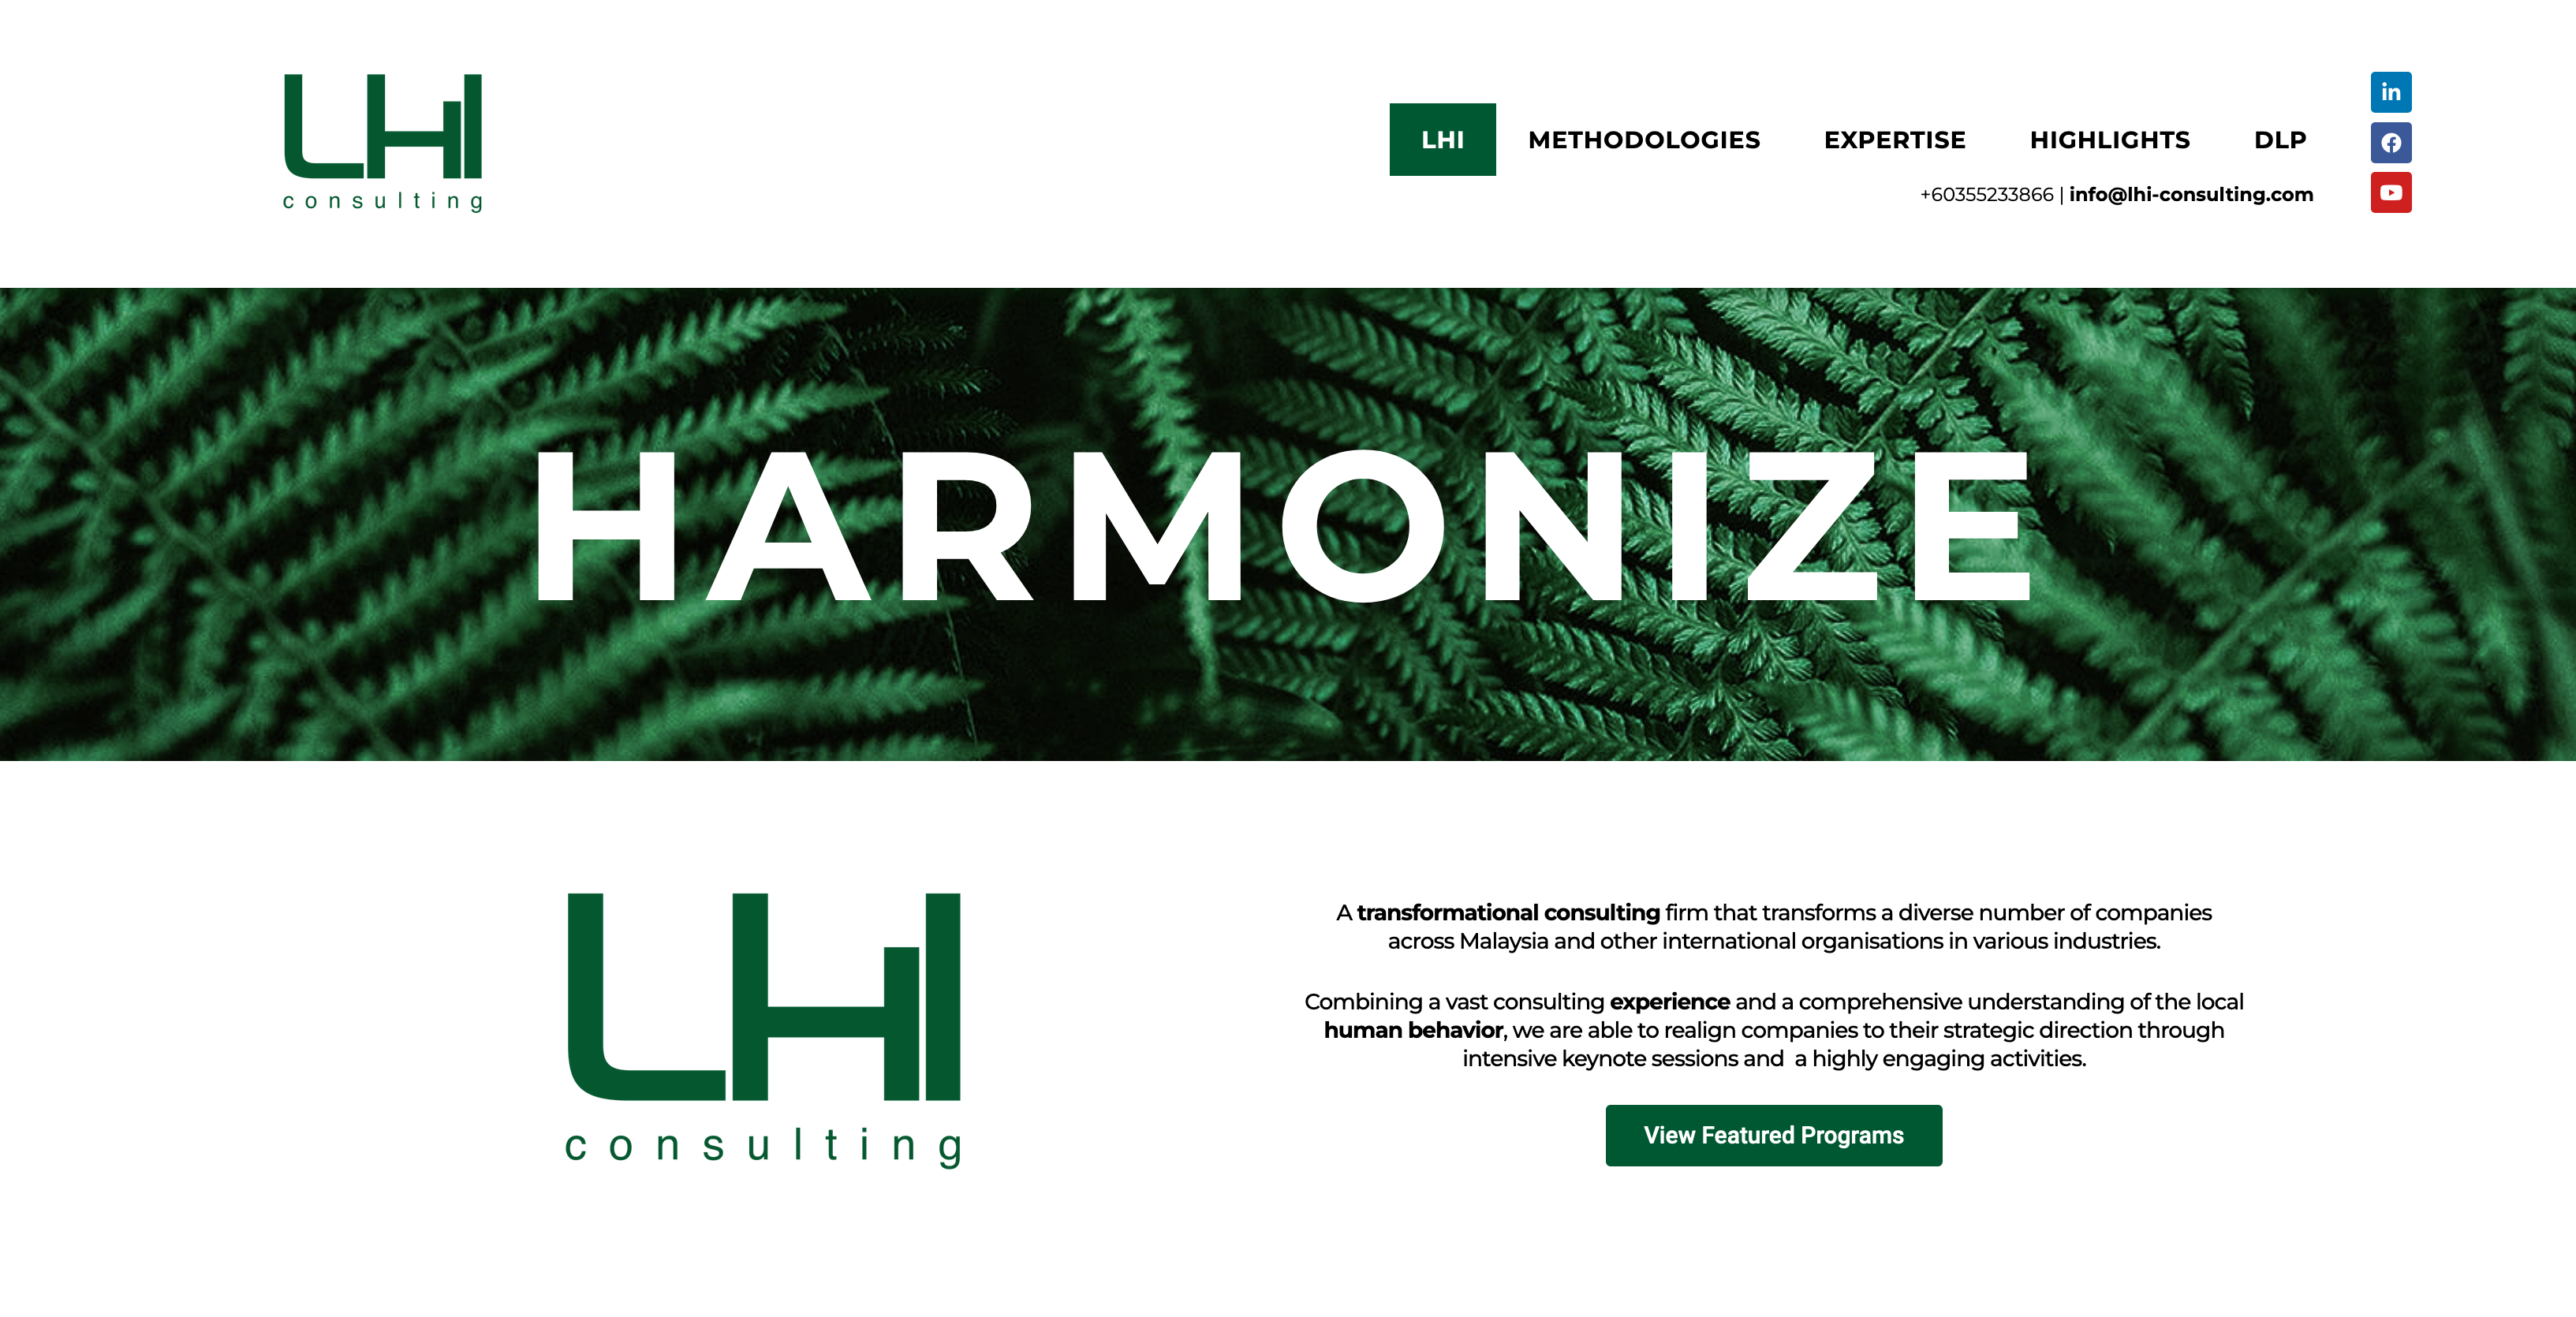 LHI
consulting
LHI METHODOLOGIES EXPERTISE HIGHLIGHTS DLP
+60355233866 | info@lhi-consulting.com
in
HARMONIZE
LHI
consulting
A transformational consulting firm that transforms a diverse number of companies
across Malaysia and other international organisations in various industries.
Combining a vast consulting experience and a comprehensive understanding of the local
human behavior, we are able to realign companies to their strategic direction through
intensive keynote sessions and  a highly engaging activities.
View Featured Programs